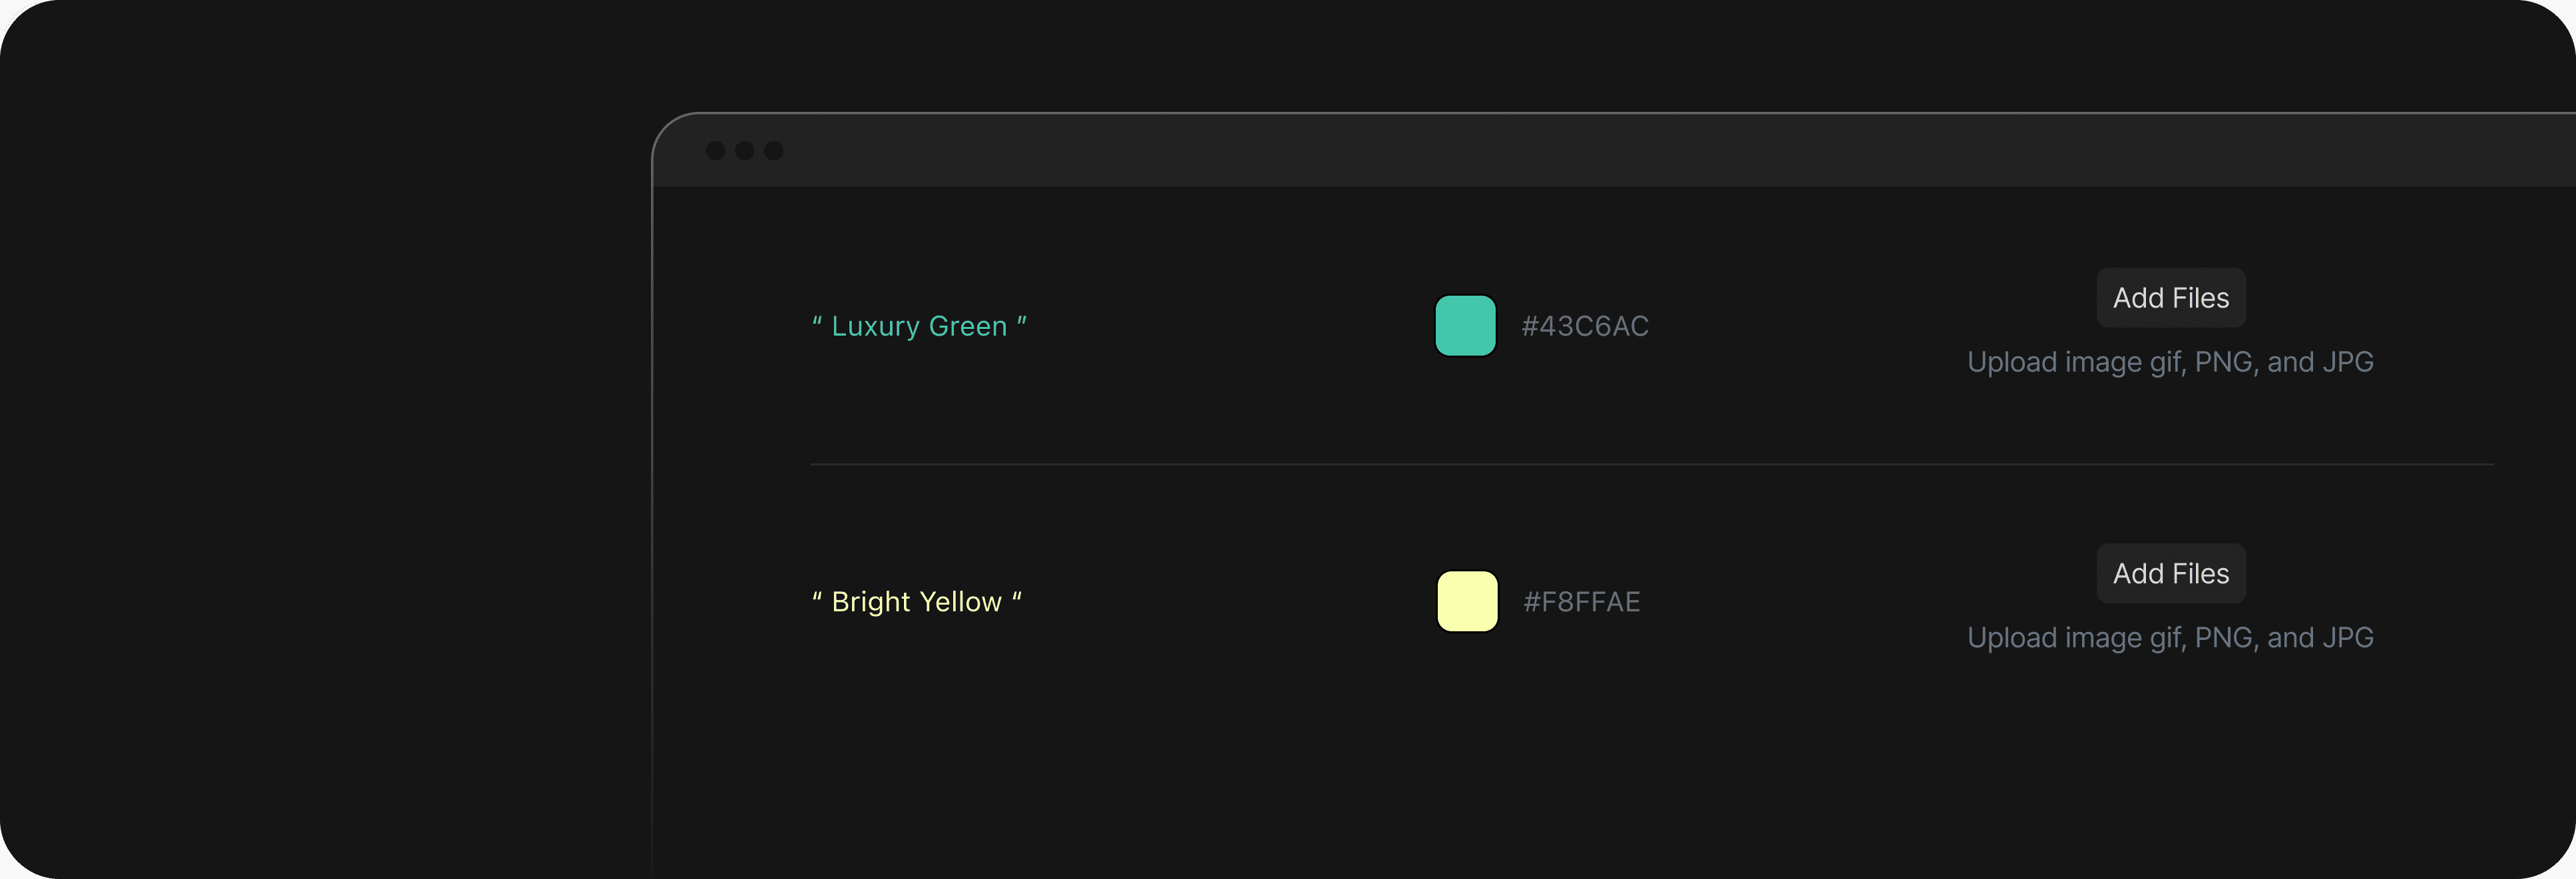 “ Luxury Green ”
#43C6AC
Add Files
Upload image gif, PNG, and JPG
“ Bright Yellow “
#F8FFAE
Add Files
Upload image gif, PNG, and JPG